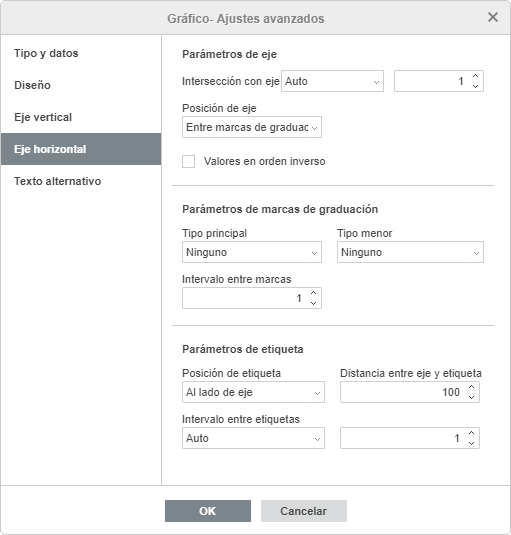 Gráfico- Ajustes avanzados
Tipo y datos
Diseño
Eje vertical
Eje horizontal
Texto alternativo
Parámetros de eje
Intersección con eje Auto 1
Posición de eje
Entre marcas de graduac
Valores en orden inverso
Parámetros de marcas de graduación
Tipo principal Tipo menor
Ninguno Ninguno
Intervalo entre marcas
1
Parámetros de etiqueta
Posición de etiqueta Distancia entre eje y etiqueta
Al lado de eje 100
Intervalo entre etiquetas
Auto 1
OK Cancelar